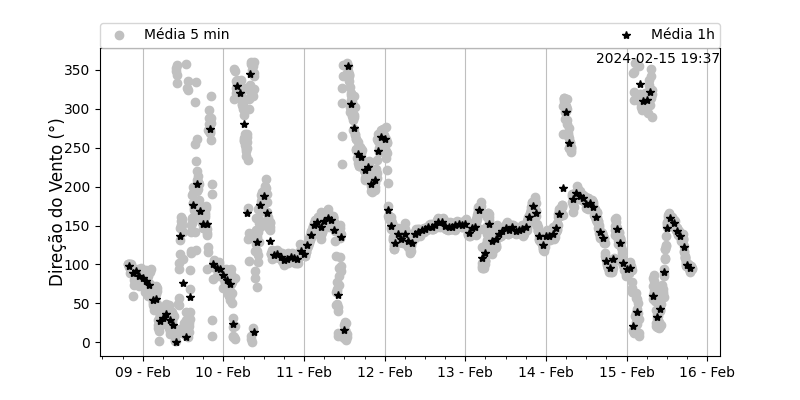 Média 5 min
Média 1h
2024-02-15 19:37
Direção do Vento (°)
350
300
250
200
150
100
50
0
09 - Feb
10 - Feb
11 - Feb
12 - Feb
13 - Feb
14 - Feb
15 - Feb
16 - Feb